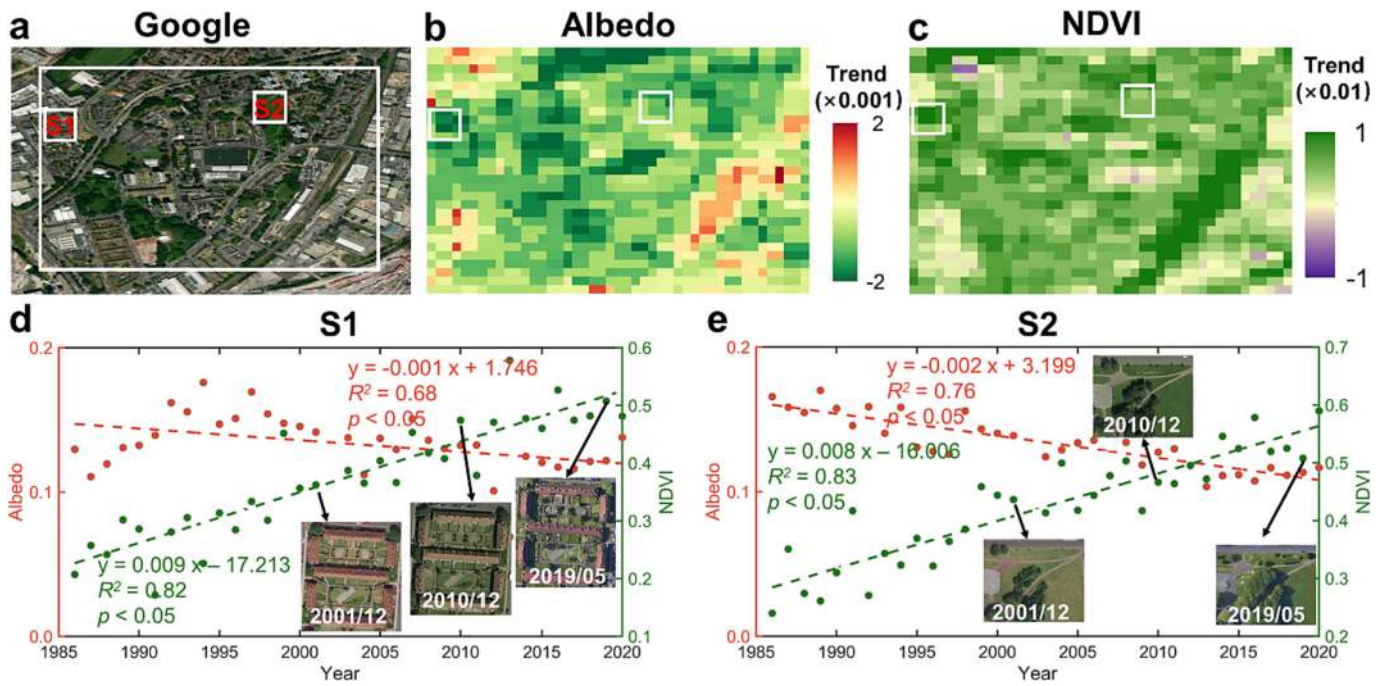 a Google
b Albedo
c NDVI
S1
S2
Trend
(×0.001)
2
-2
Trend
(×0.01)
1
-1
d S1
0.2
0.1
0.0
Albedo
1985 1990 1995 2000 2005 2010 2015 2020
Year
0.6
0.5
0.4
0.3
0.2
0.1
NDVI
y = -0.001 x + 1.746
R² = 0.68
p < 0.05
y = 0.009 x – 17.213
R² = 0.82
p < 0.05
2001/12
2010/12
2019/05
e S2
0.2
0.1
0.0
Albedo
1985 1990 1995 2000 2005 2010 2015 2020
Year
0.7
0.6
0.5
0.4
0.3
0.2
NDVI
y = -0.002 x + 3.199
R² = 0.76
p < 0.05
y = 0.008 x – 16.006
R² = 0.83
p < 0.05
2010/12
2001/12
2019/05